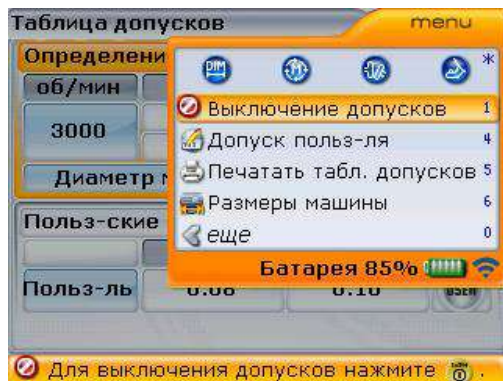 Таблица допусков
menu
Определени
об/мин
3000
Диаметр
Польз-ские
Польз-ль 0.08 0.10 USER
DIM
*
Выключение допусков 1
Допуск польз-ля 4
Печатать табл. допусков 5
Размеры машины 6
еще 0
Батарея 85%
Для выключения допусков нажмите .